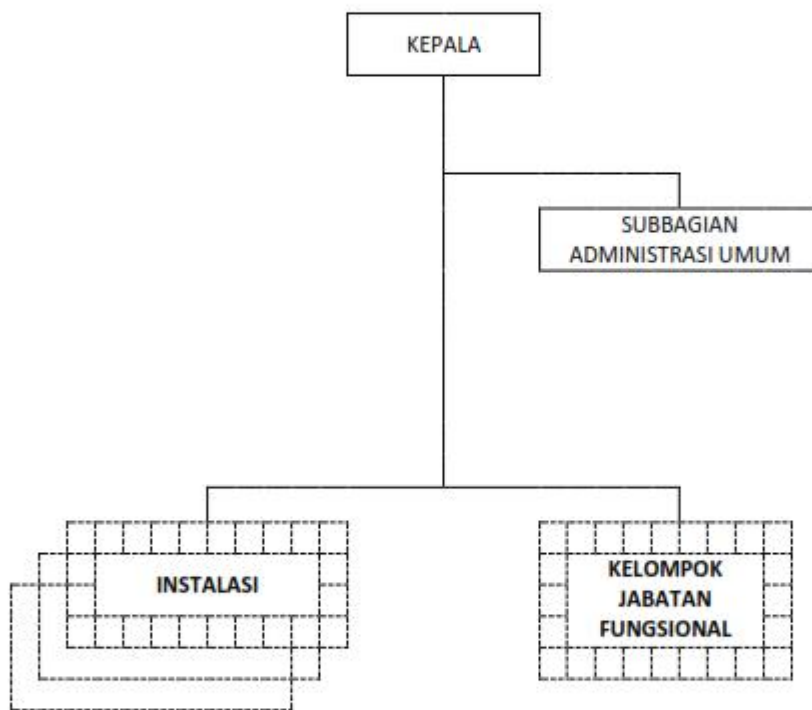 KEPALA
SUBBAGIAN
ADMINISTRASI UMUM
INSTALASI
KELOMPOK
JABATAN
FUNGSIONAL